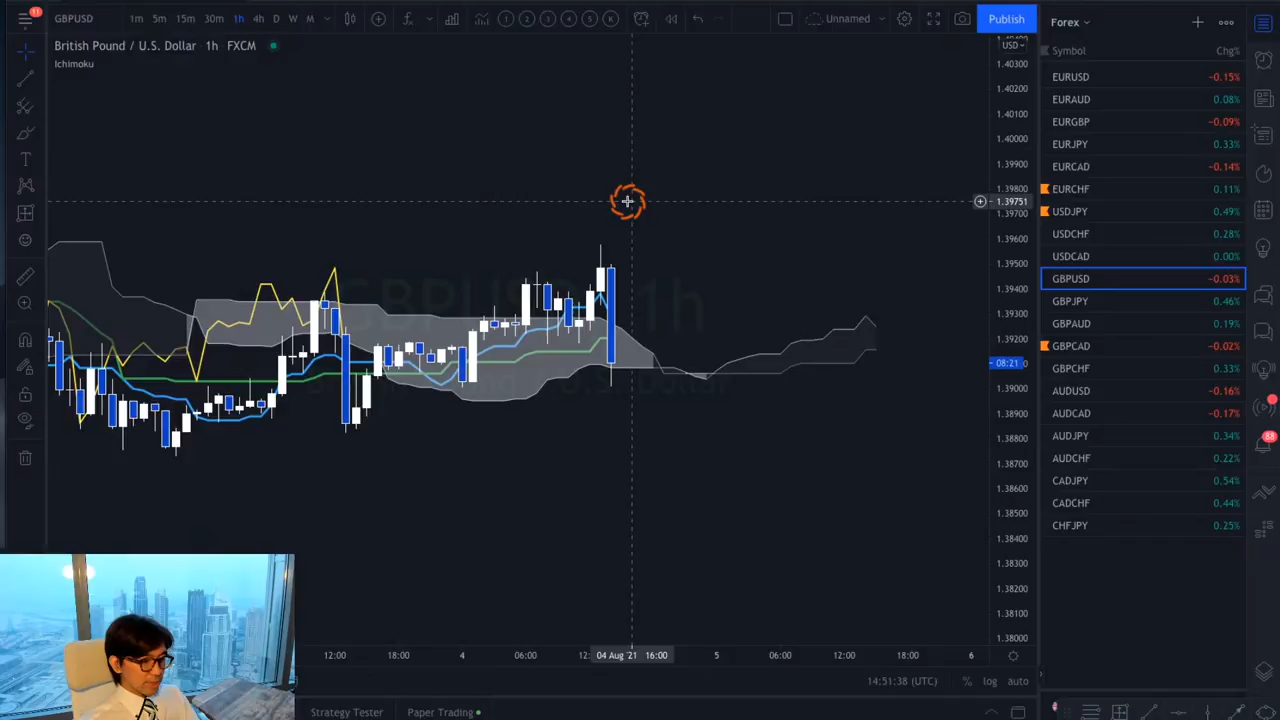 11
GBPUSD
1m 5m 15m 30m 1h 4h D W M
1 2 3 4 5 K
Unnamed
Publish
British Pound / U.S. Dollar · 1h · FXCM
Ichimoku
USD
1.40300
1.40200
1.40100
1.40000
1.39900
1.39800
1.39751
1.39700
1.39600
1.39500
1.39400
1.39300
1.39200
08:21
1.39000
1.38900
1.38800
1.38700
1.38600
1.38500
1.38400
1.38300
1.38200
1.38100
1.38000
12:00 18:00 4 06:00 04 Aug '21 16:00 5 06:00 12:00 18:00 6
14:51:38 (UTC) % log auto
Strategy Tester Paper Trading
Forex
Symbol Chg%
EURUSD −0.15%
EURAUD 0.08%
EURGBP −0.09%
EURJPY 0.33%
EURCAD −0.14%
EURCHF 0.11%
USDJPY 0.49%
USDCHF 0.28%
USDCAD 0.00%
GBPUSD −0.03%
GBPJPY 0.46%
GBPAUD 0.19%
GBPCAD −0.02%
GBPCHF 0.33%
AUDUSD −0.16%
AUDCAD −0.17%
AUDJPY 0.34%
AUDCHF 0.22%
CADJPY 0.54%
CADCHF 0.44%
CHFJPY 0.25%
88